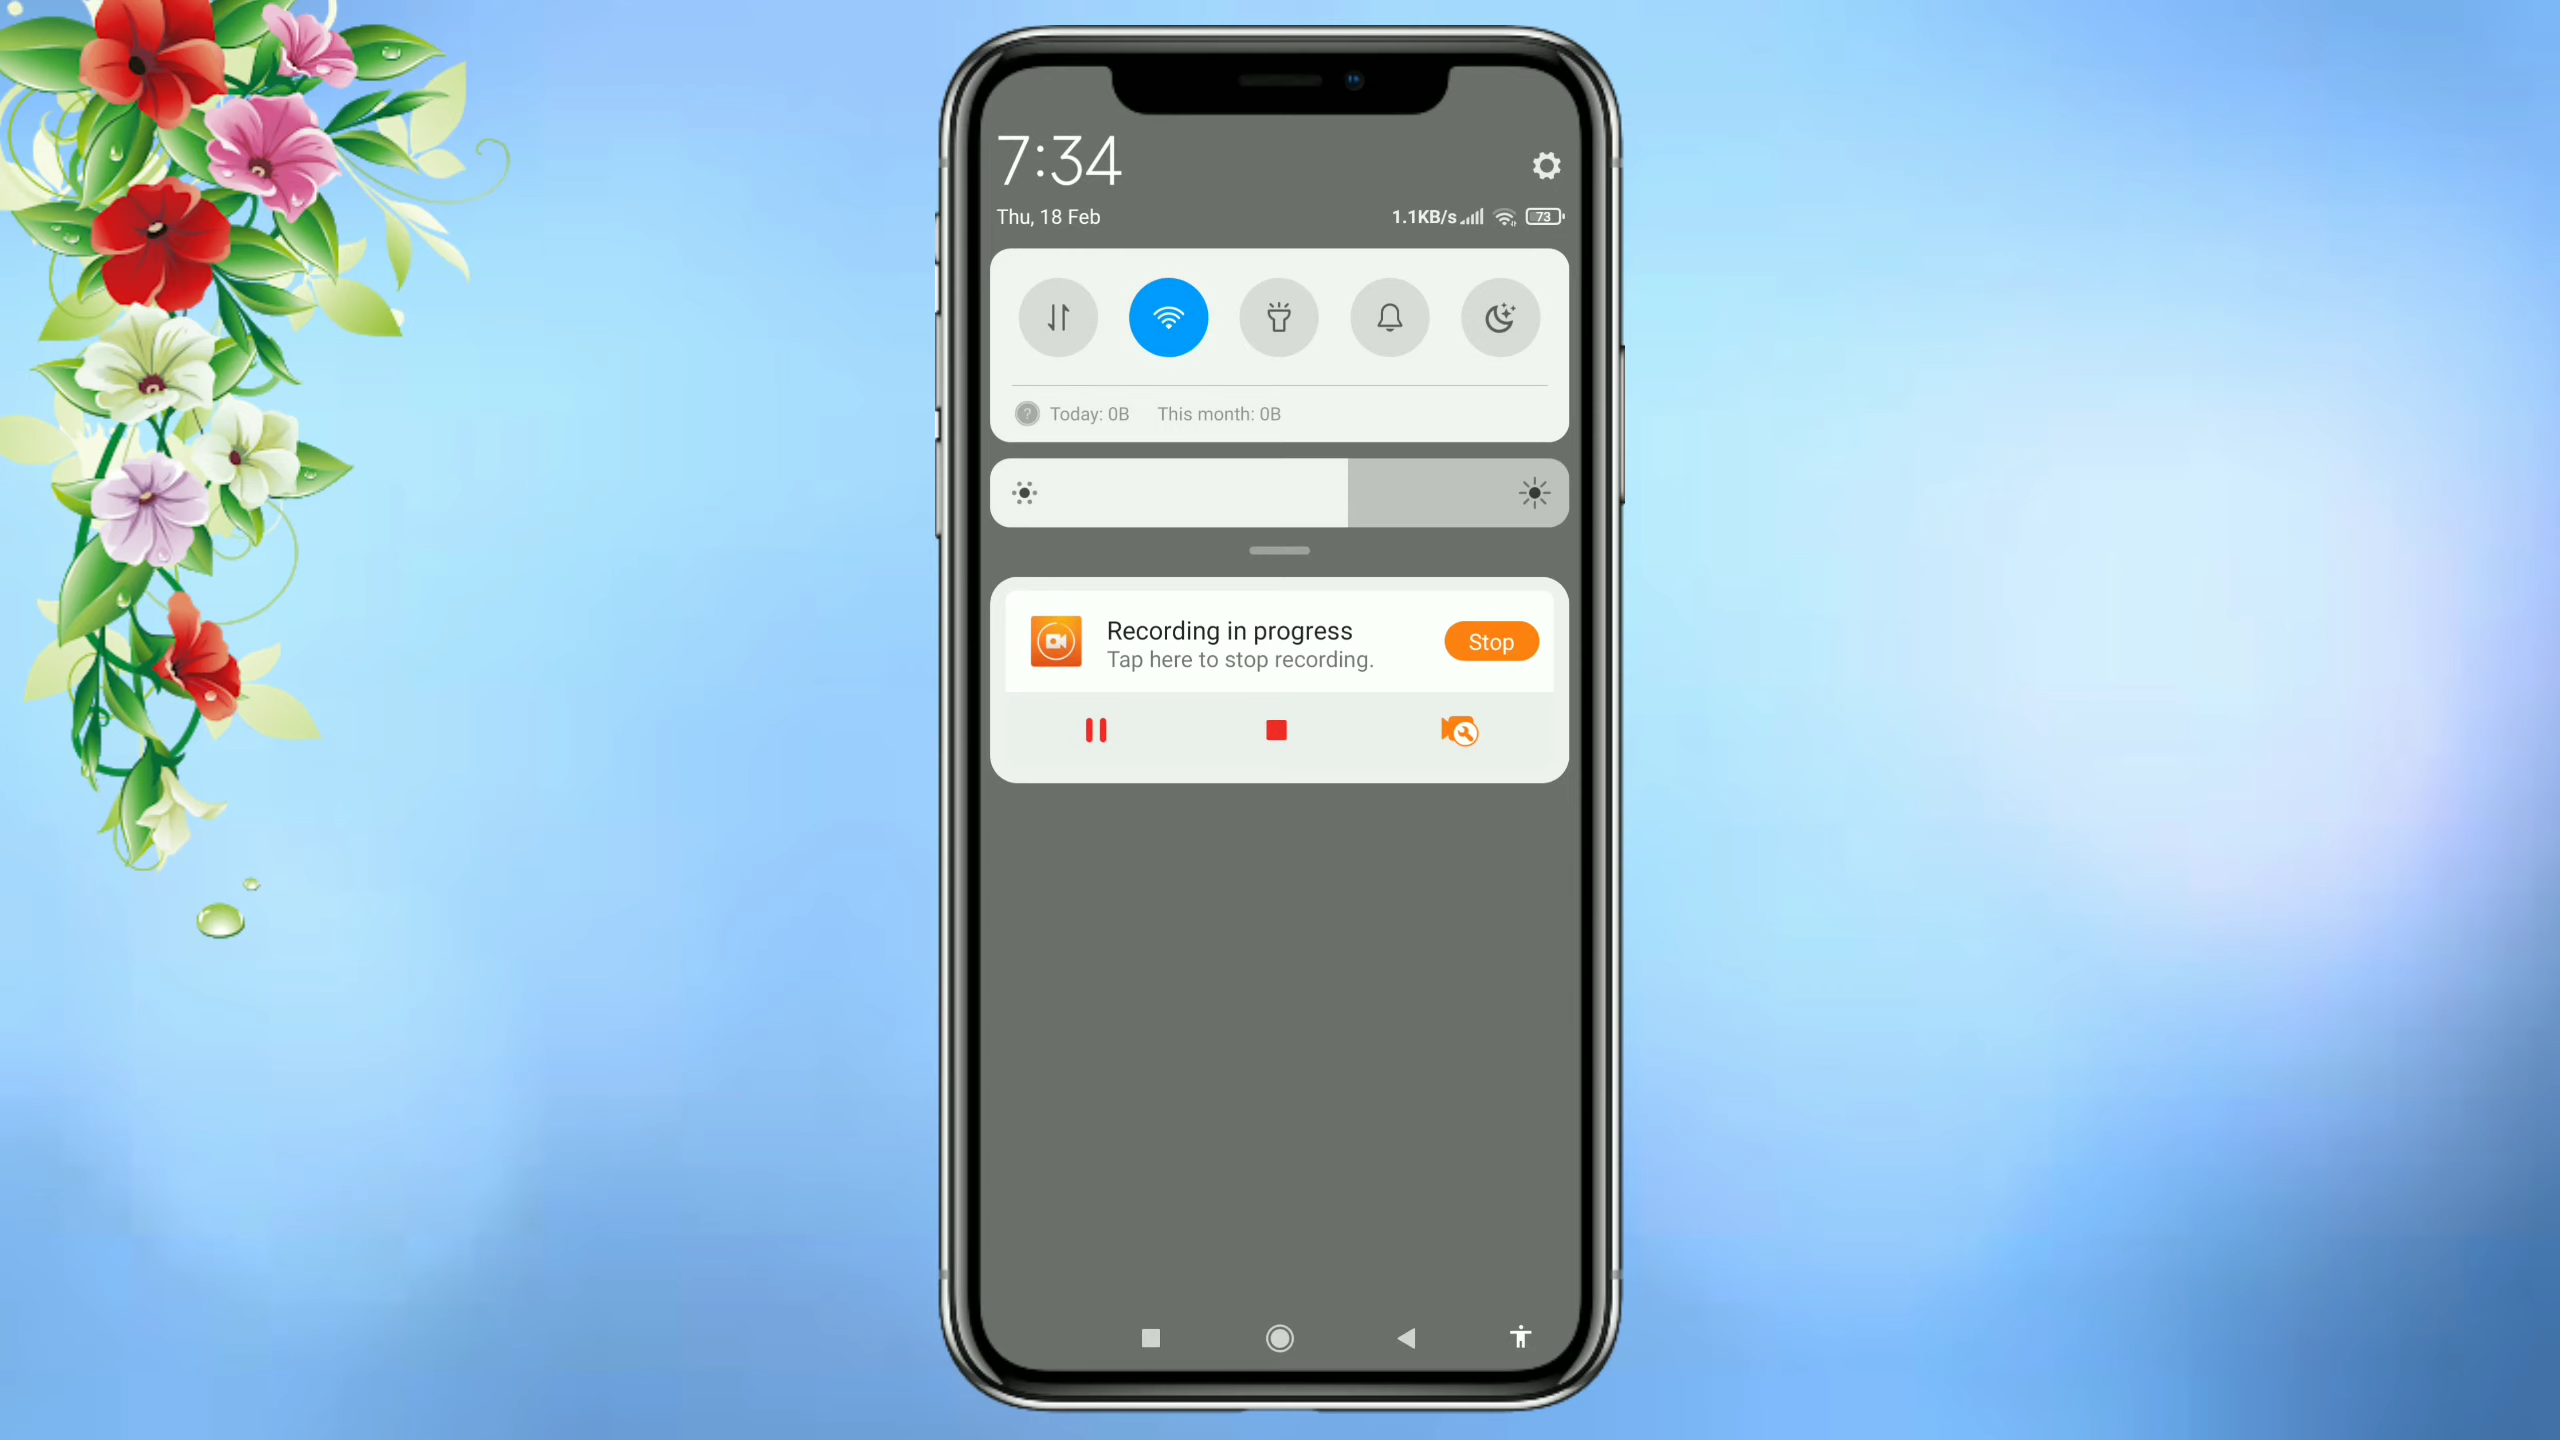 7:34
Thu, 18 Feb
1.1KB/s 73
? Today: 0B This month: 0B
Recording in progress
Tap here to stop recording.
Stop